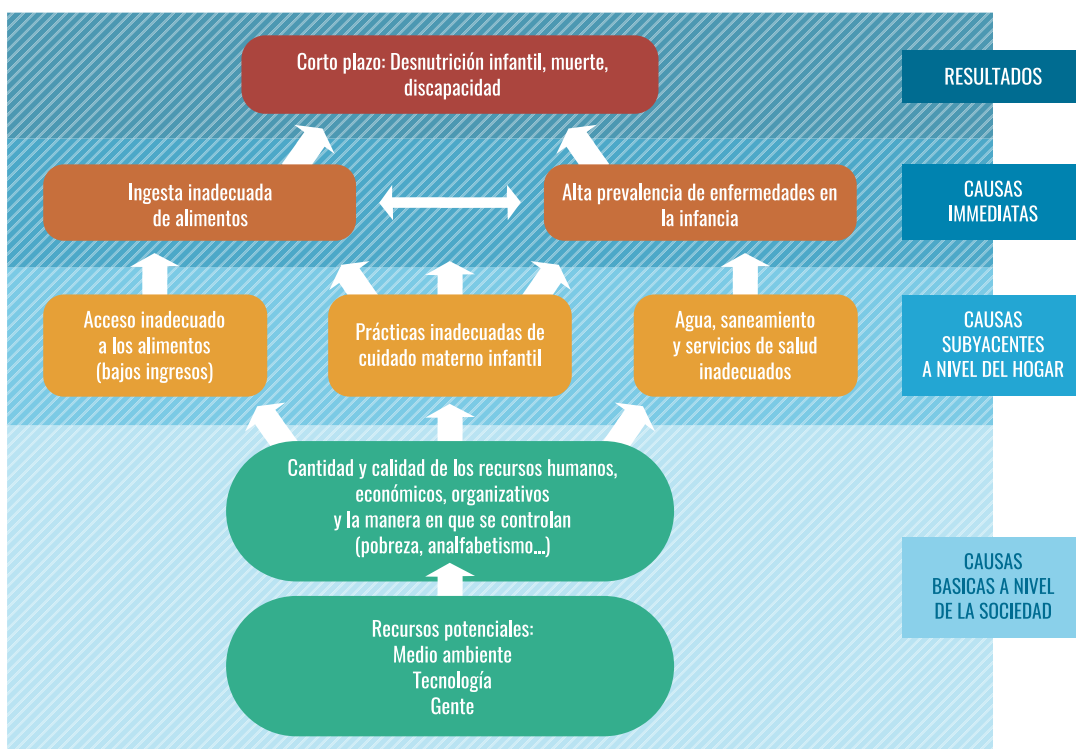 Corto plazo: Desnutrición infantil, muerte,
discapacidad
RESULTADOS
Ingesta inadecuada
de alimentos
Alta prevalencia de enfermedades en
la infancia
CAUSAS
IMMEDIATAS
Acceso inadecuado
a los alimentos
(bajos ingresos)
Prácticas inadecuadas de
cuidado materno infantil
Agua, saneamiento
y servicios de salud
inadecuados
CAUSAS
SUBYACENTES
A NIVEL DEL HOGAR
Cantidad y calidad de los recursos humanos,
económicos, organizativos
y la manera en que se controlan
(pobreza, analfabetismo...)
CAUSAS
BASICAS A NIVEL
DE LA SOCIEDAD
Recursos potenciales:
Medio ambiente
Tecnología
Gente